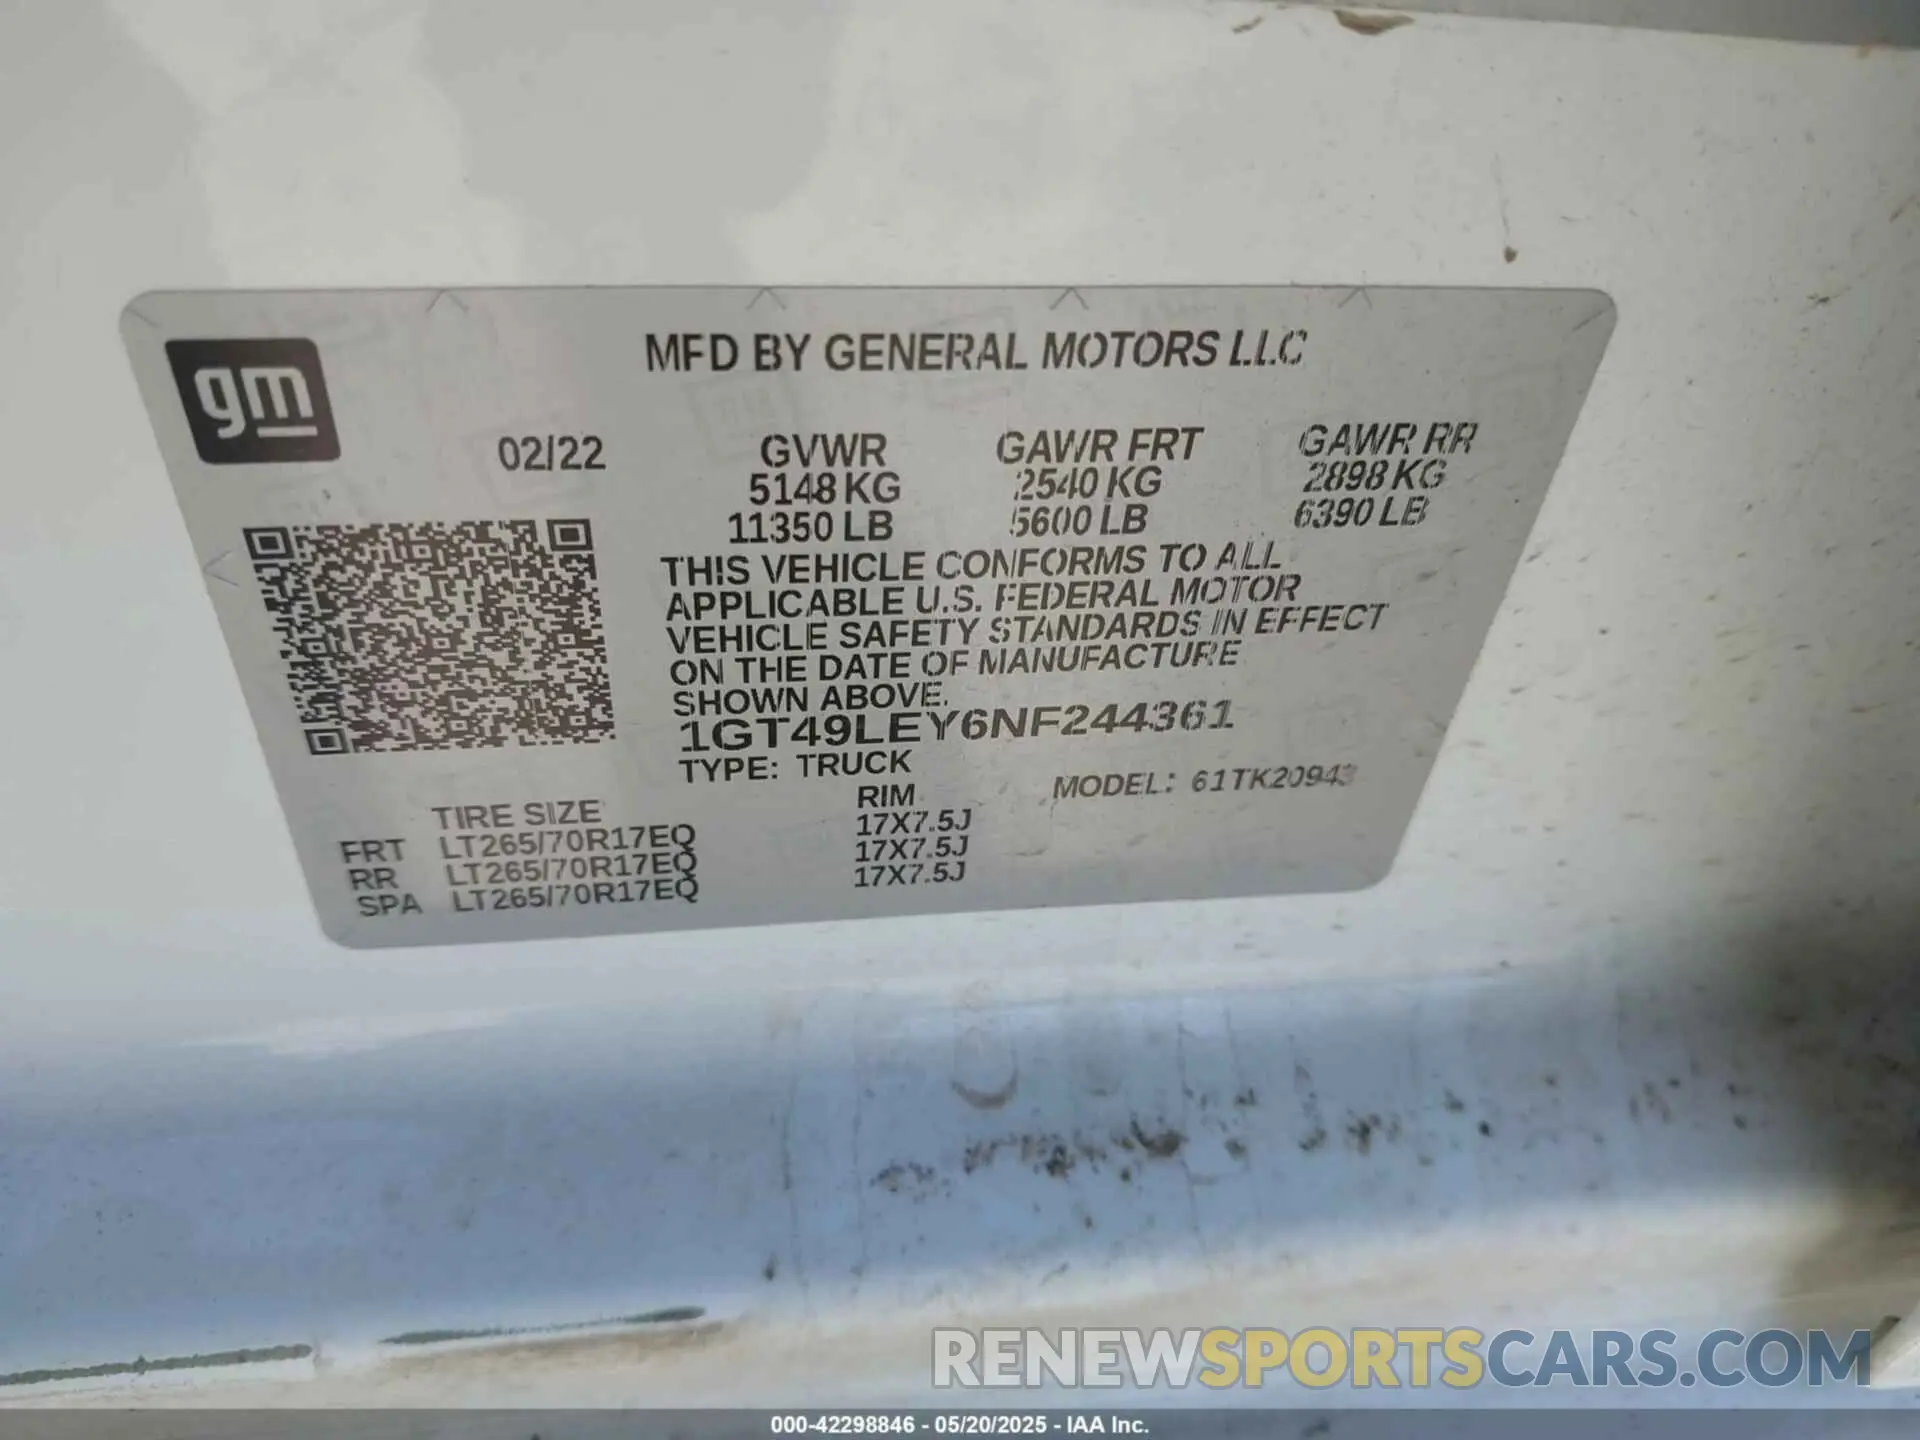 gm
MFD BY GENERAL MOTORS LLC
02/22 GVWR GAWR FRT GAWR RR
5148 KG 2540 KG 2898 KG
11350 LB 5600 LB 6390 LB
THIS VEHICLE CONFORMS TO ALL
APPLICABLE U.S. FEDERAL MOTOR
VEHICLE SAFETY STANDARDS IN EFFECT
ON THE DATE OF MANUFACTURE
SHOWN ABOVE.
1GT49LEY6NF244361
TYPE: TRUCK MODEL: 61TK20943
TIRE SIZE RIM
FRT LT265/70R17EQ 17X7.5J
RR LT265/70R17EQ 17X7.5J
SPA LT265/70R17EQ 17X7.5J
RENEWSPORTSCARS.COM
000-42298846 - 05/20/2025 - IAA Inc.